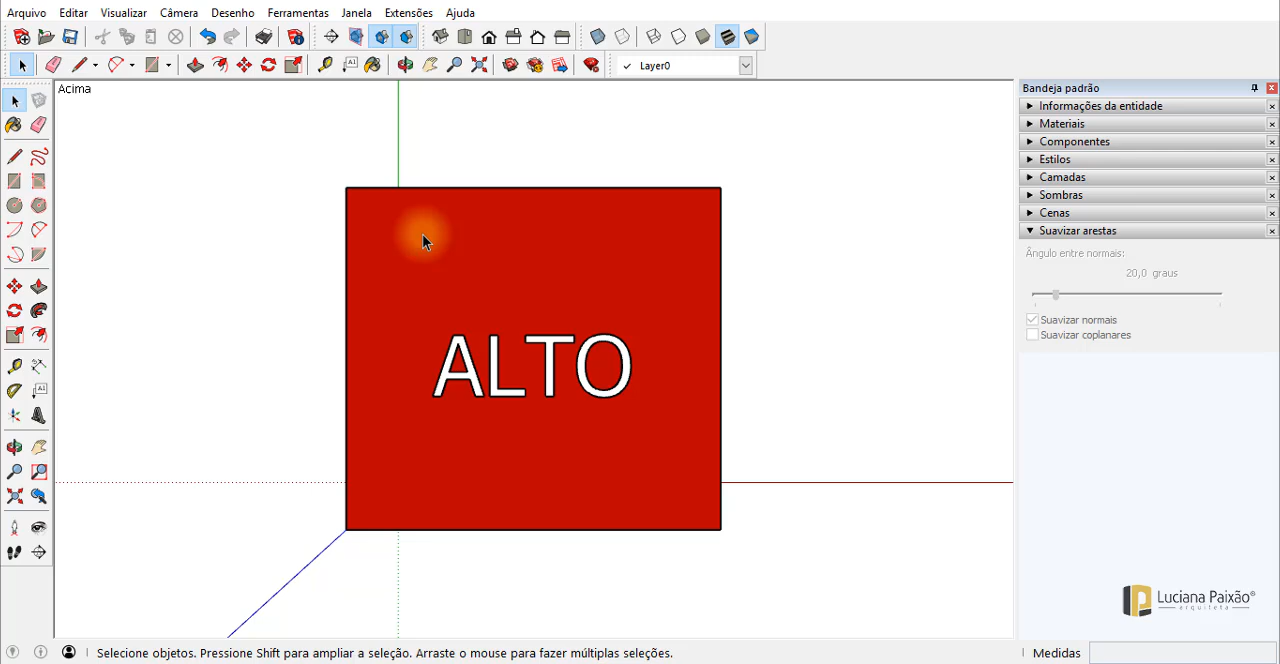 Arquivo Editar Visualizar Câmera Desenho Ferramentas Janela Extensões Ajuda
Layer0
Acima
ALTO
Bandeja padrão
Informações da entidade
Materiais
Componentes
Estilos
Camadas
Sombras
Cenas
Suavizar arestas
Ângulo entre normais:
20,0 graus
Suavizar normais
Suavizar coplanares
Luciana Paixão®
arquiteta
Selecione objetos. Pressione Shift para ampliar a seleção. Arraste o mouse para fazer múltiplas seleções.
Medidas